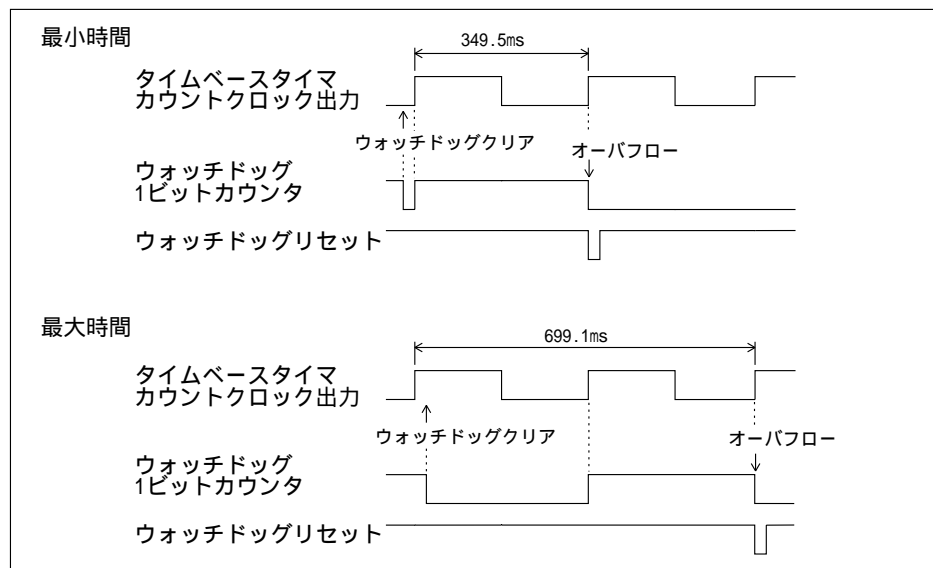 最小時間
349.5ms
タイムベースタイマ
カウントクロック出力
ウォッチドッグクリア
オーバフロー
ウォッチドッグ
1ビットカウンタ
ウォッチドッグリセット
最大時間
699.1ms
タイムベースタイマ
カウントクロック出力
ウォッチドッグクリア
オーバフロー
ウォッチドッグ
1ビットカウンタ
ウォッチドッグリセット